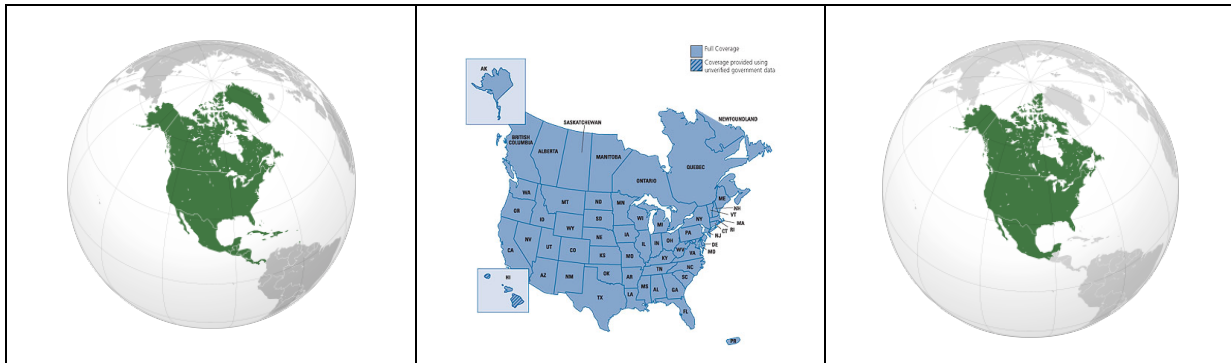 Full Coverage
Coverage provided using
unverified government data
AK
SASKATCHEWAN
NEWFOUNDLAND
BRITISH
COLUMBIA
ALBERTA
MANITOBA
QUEBEC
ONTARIO
WA
MT
ND
MN
ME
NH
VT
OR
ID
SD
WI
MI
NY
MA
WY
IA
PA
CT
RI
NJ
NV
NE
IL
IN
OH
DE
MD
UT
CO
KS
MO
WV
VA
KY
CA
NC
TN
AZ
NM
OK
AR
SC
HI
MS
AL
GA
TX
LA
FL
PR